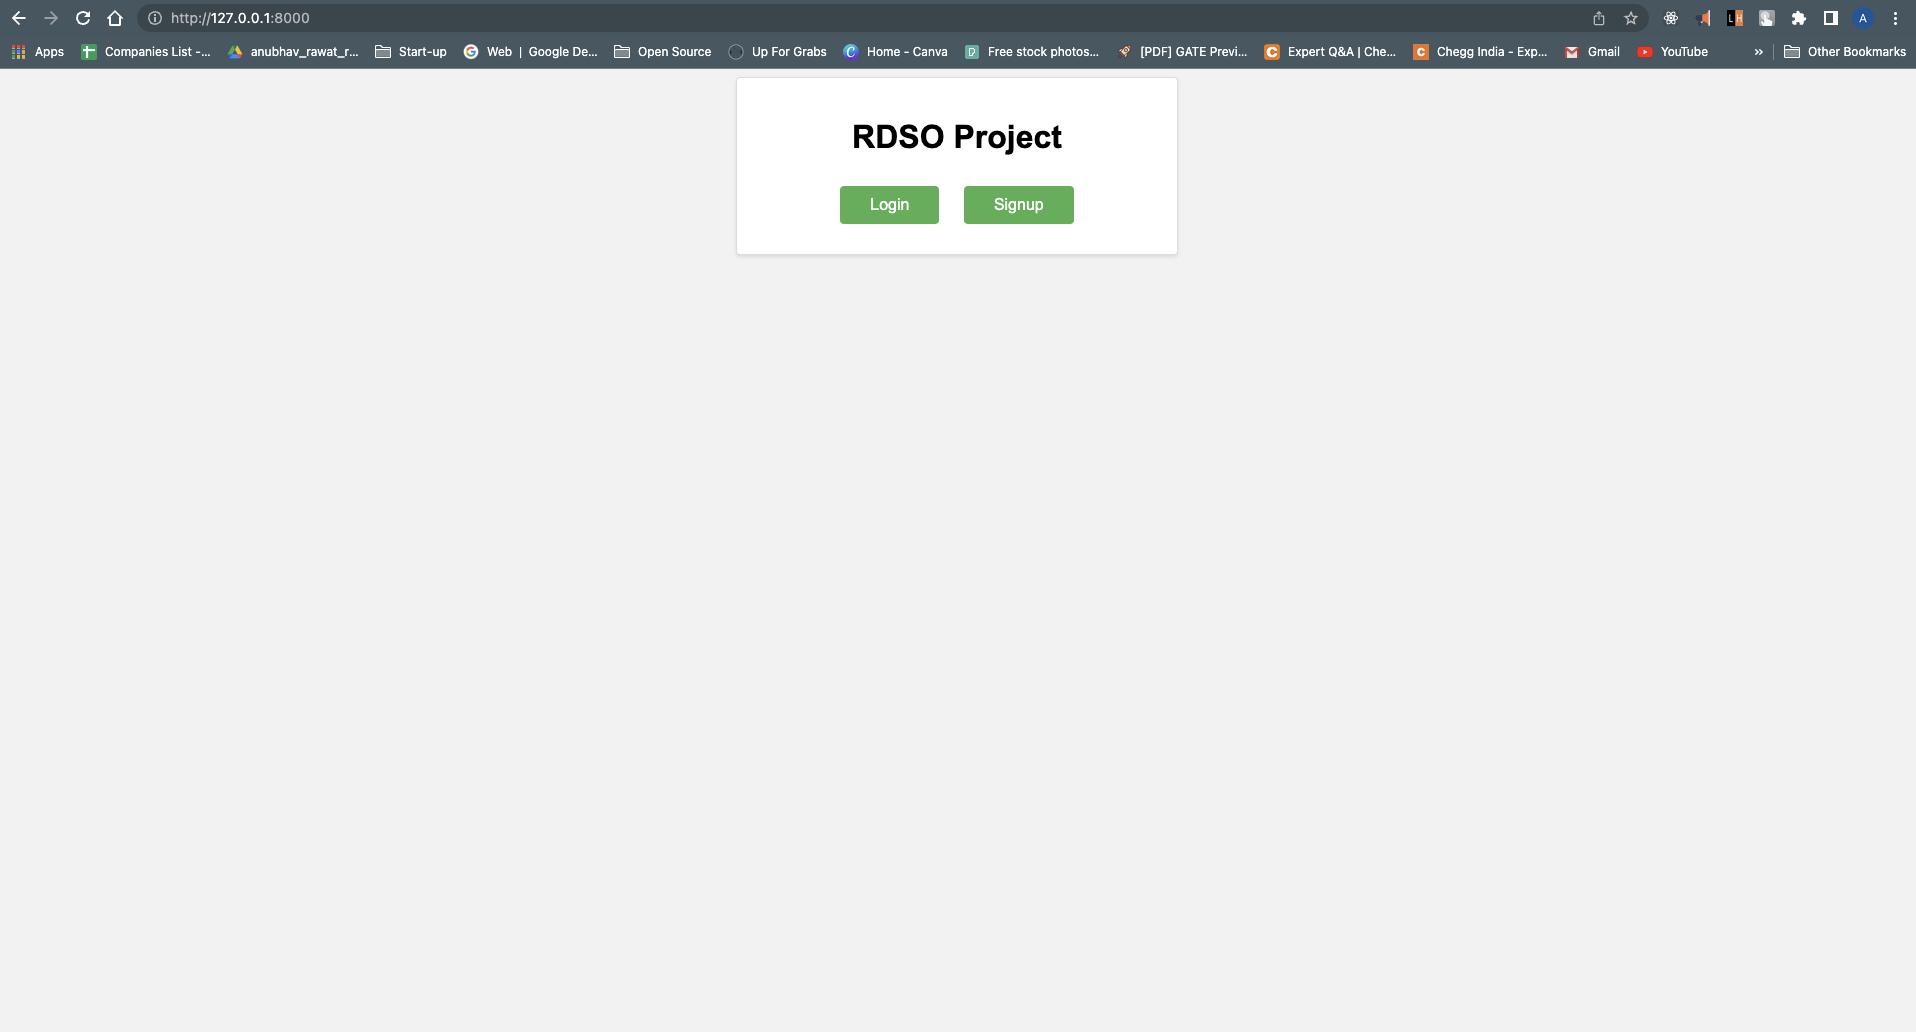 http://127.0.0.1:8000
A
Apps Companies List -... anubhav_rawat_r... Start-up Web | Google De... Open Source Up For Grabs Home - Canva Free stock photos... [PDF] GATE Previ... Expert Q&A | Che... Chegg India - Exp... Gmail YouTube » Other Bookmarks
RDSO Project
Login Signup